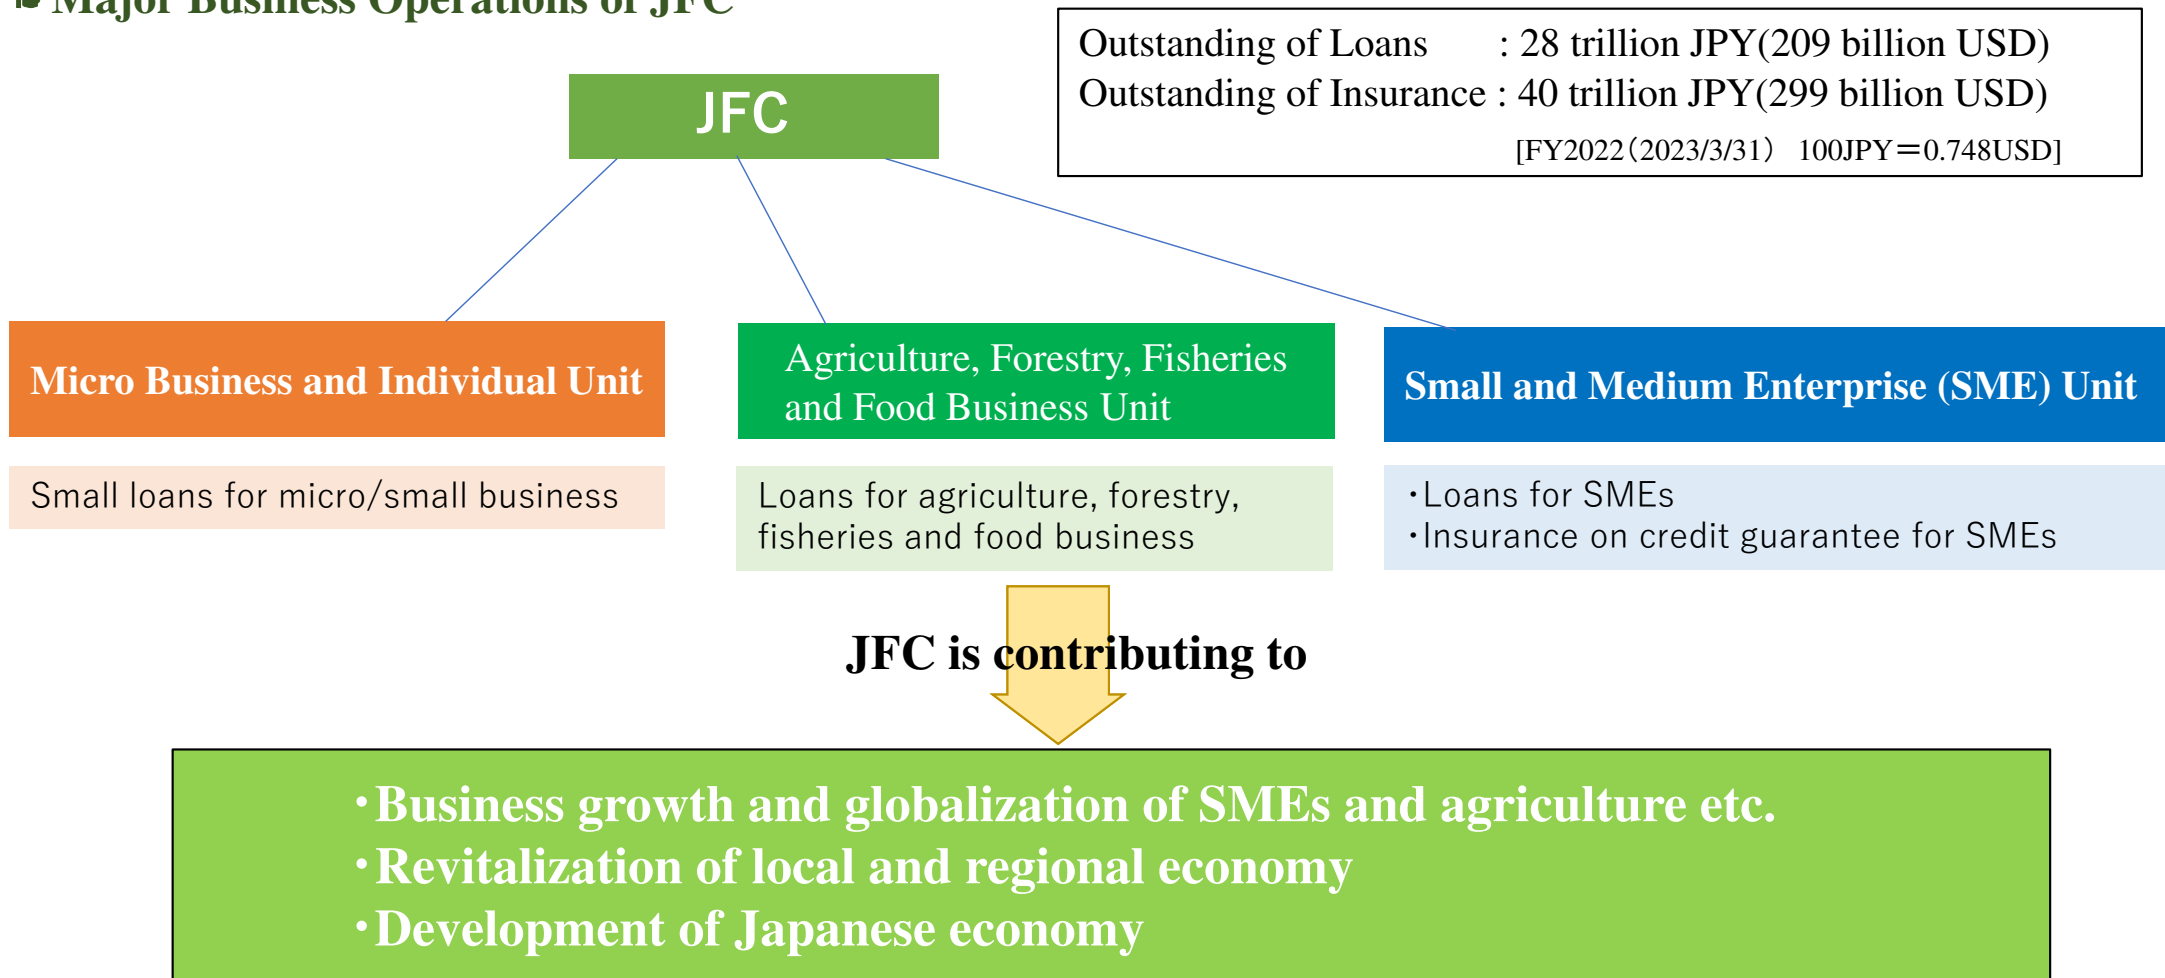 Major Business Operations of JFC
Outstanding of Loans : 28 trillion JPY(209 billion USD)
Outstanding of Insurance : 40 trillion JPY(299 billion USD)
[FY2022(2023/3/31) 100JPY=0.748USD]
JFC
Micro Business and Individual Unit
Small loans for micro/small business
Agriculture, Forestry, Fisheries
and Food Business Unit
Loans for agriculture, forestry,
fisheries and food business
Small and Medium Enterprise (SME) Unit
・Loans for SMEs
・Insurance on credit guarantee for SMEs
JFC is contributing to
・Business growth and globalization of SMEs and agriculture etc.
・Revitalization of local and regional economy
・Development of Japanese economy